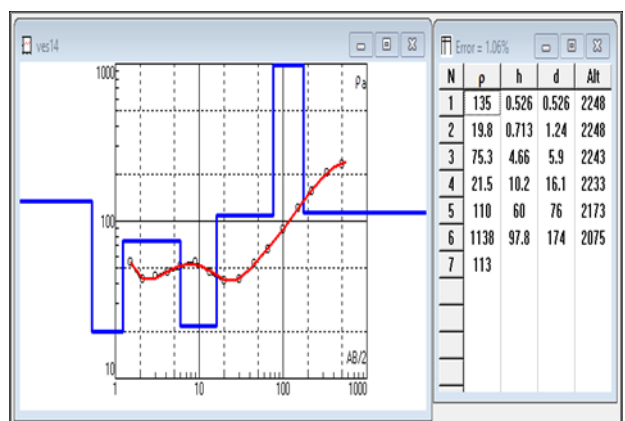 ves14
1000
ρa
100
10
AB/2
1 10 100 1000
Error = 1.06%
N ρ h d Alt
1 135 0.526 0.526 2248
2 19.8 0.713 1.24 2248
3 75.3 4.66 5.9 2243
4 21.5 10.2 16.1 2233
5 110 60 76 2173
6 1138 97.8 174 2075
7 113